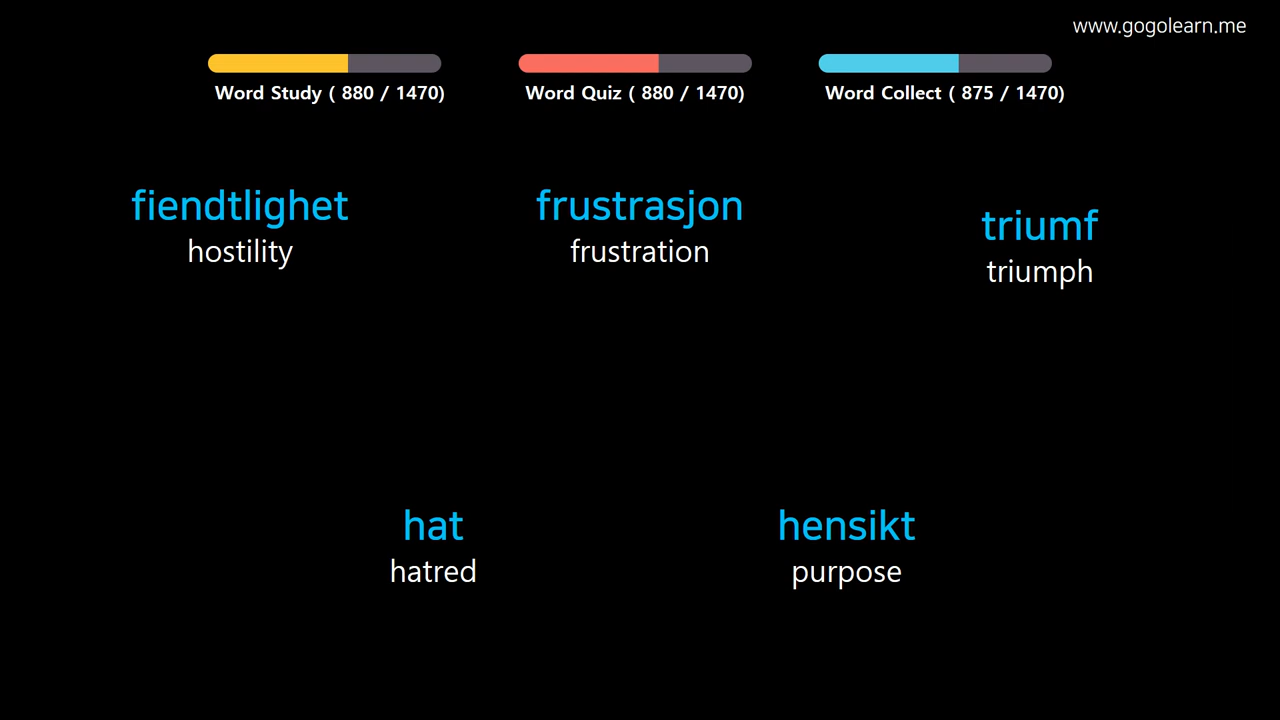 www.gogolearn.me
Word Study ( 880 / 1470)
Word Quiz ( 880 / 1470)
Word Collect ( 875 / 1470)
fiendtlighet
hostility
frustrasjon
frustration
triumf
triumph
hat
hatred
hensikt
purpose